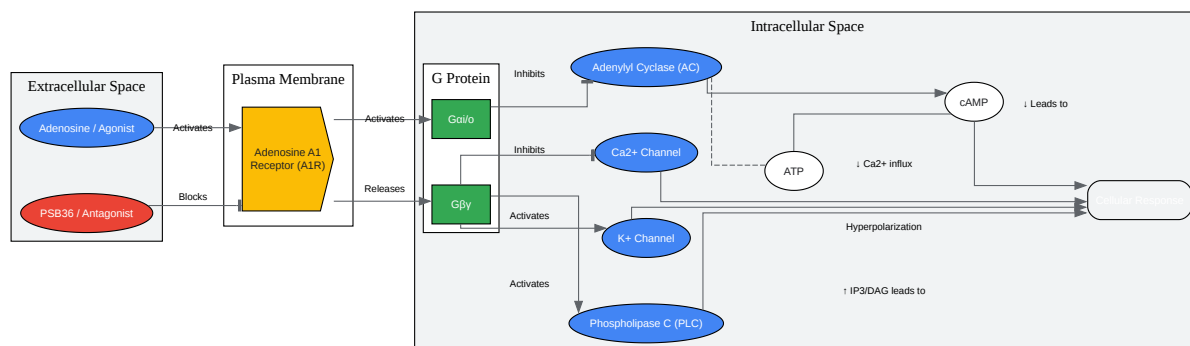 Intracellular Space
Extracellular Space
Plasma Membrane
G Protein
Adenosine / Agonist
Activates
PSB36 / Antagonist
Blocks
Adenosine A1
Receptor (A1R)
Activates
Releases
Gαi/o
Gβγ
Inhibits
Adenylyl Cyclase (AC)
Inhibits
Ca2+ Channel
Activates
K+ Channel
Activates
Phospholipase C (PLC)
cAMP
↓ Leads to
ATP
↓ Ca2+ influx
Hyperpolarization
↑ IP3/DAG leads to
Cellular Response